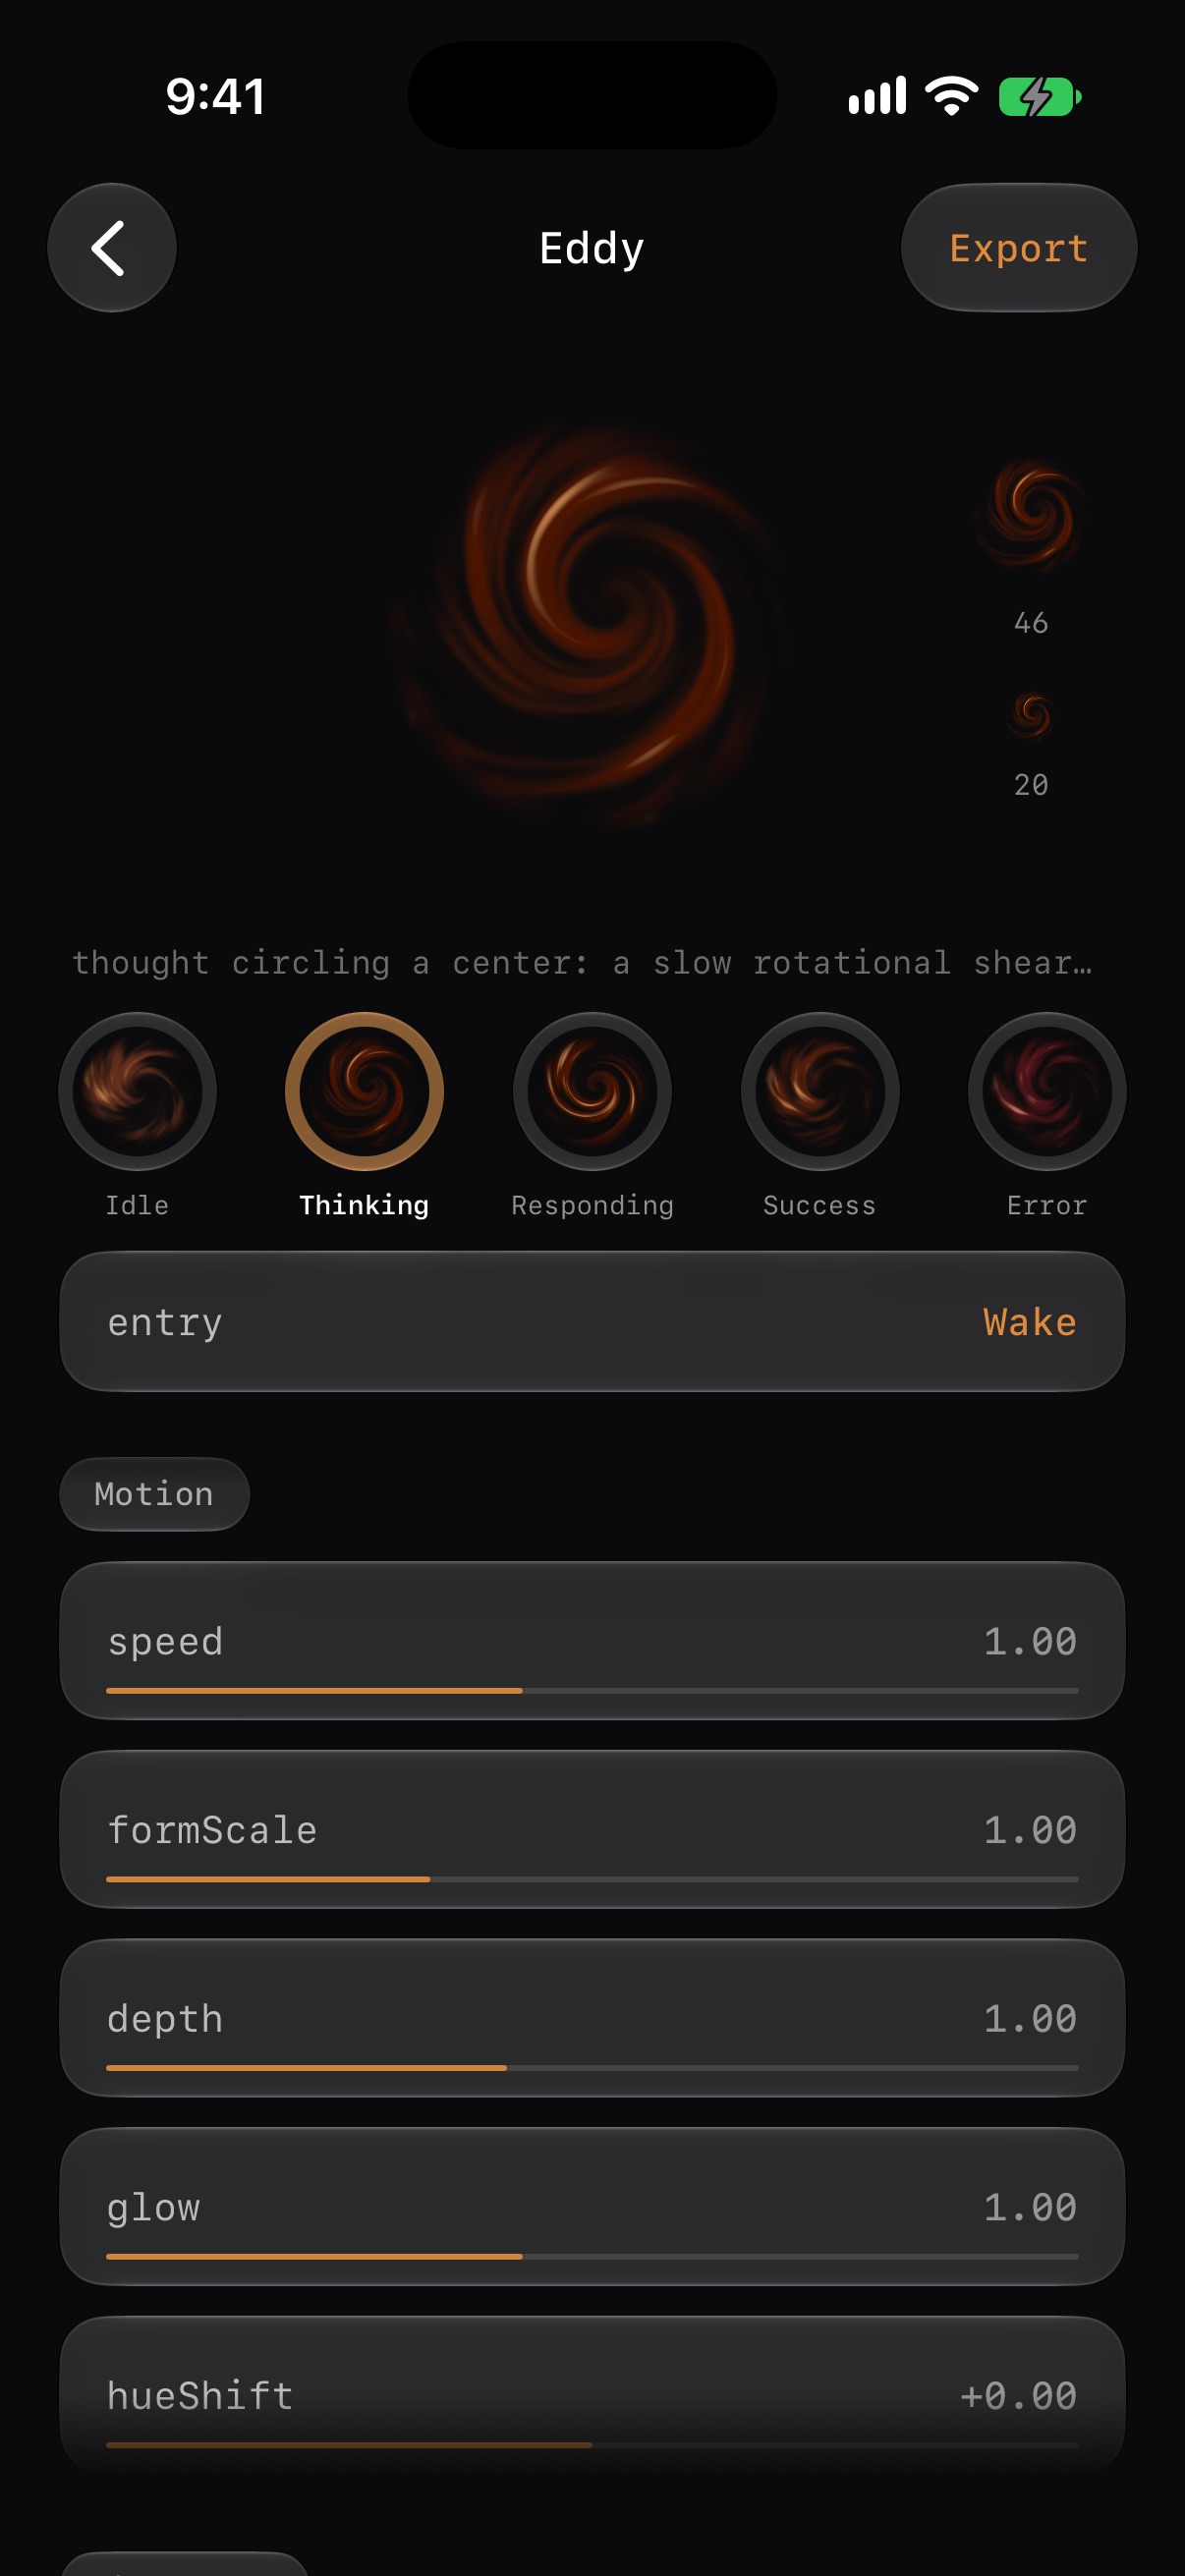 9:41
Eddy
Export
46
20
thought circling a center: a slow rotational shear…
Idle
Thinking
Responding
Success
Error
entry
Wake
Motion
speed
1.00
formScale
1.00
depth
1.00
glow
1.00
hueShift
+0.00